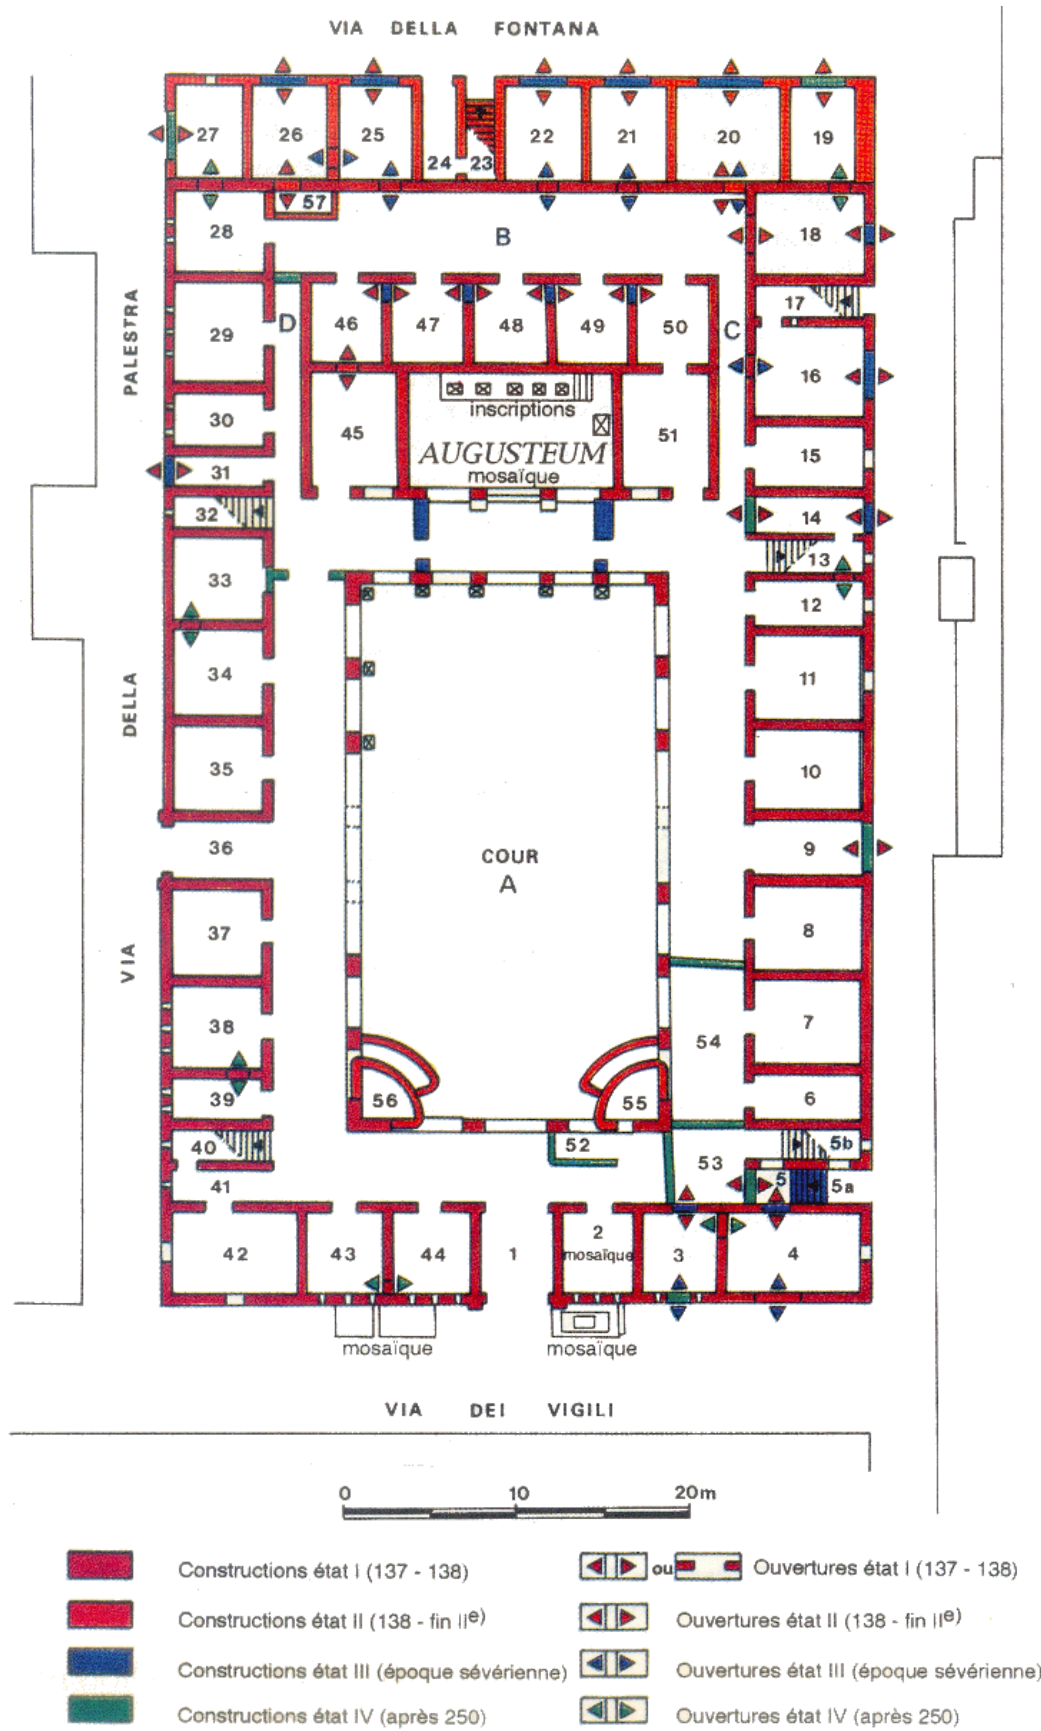 VIA DELLA FONTANA
27 26 25 24 23 22 21 20 19
57
28 B 18
17
D 46 47 48 49 50 C
29 16
PALESTRA
inscriptions
30 45 AUGUSTEUM 51 15
mosaïque
31
32 14
13
33 12
34 11
DELLA
35 10
36 COUR 9
A
37 8
VIA
38 54 7
39 56 55 6
40 52 53 5b
41 5 5a
42 43 44 1 2 3 4
mosaïque
mosaïque mosaïque
VIA DEI VIGILI
0 10 20m
Constructions état I (137 - 138) ou Ouvertures état I (137 - 138)
Constructions état II (138 - fin IIe) Ouvertures état II (138 - fin IIe)
Constructions état III (époque sévérienne) Ouvertures état III (époque sévérienne)
Constructions état IV (après 250) Ouvertures état IV (après 250)